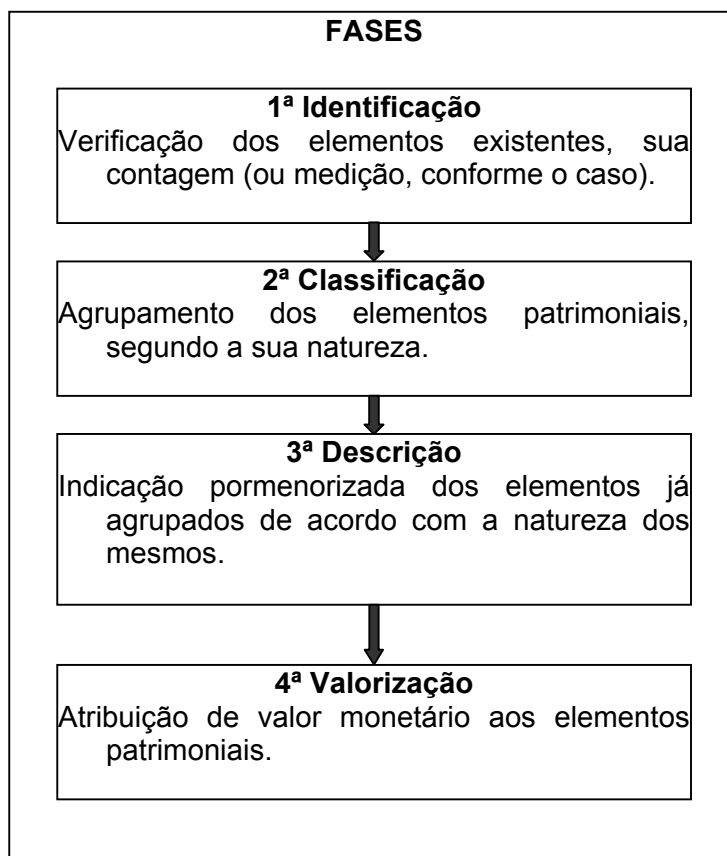 FASES
1ª Identificação
Verificação dos elementos existentes, sua
contagem (ou medição, conforme o caso).
2ª Classificação
Agrupamento dos elementos patrimoniais,
segundo a sua natureza.
3ª Descrição
Indicação pormenorizada dos elementos já
agrupados de acordo com a natureza dos
mesmos.
4ª Valorização
Atribuição de valor monetário aos elementos
patrimoniais.